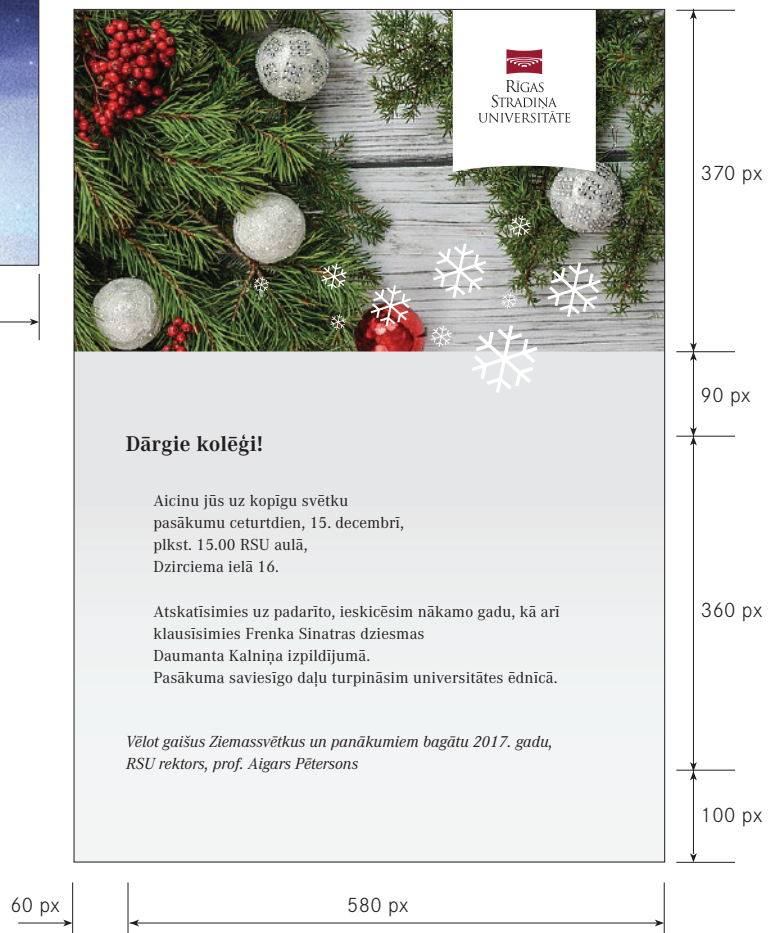 RĪGAS
STRADIŅA
UNIVERSITĀTE
370 px
90 px
Dārgie kolēģi!
Aicinu jūs uz kopīgu svētku
pasākumu ceturtdien, 15. decembrī,
plkst. 15.00 RSU aulā,
Dzirciema ielā 16.
360 px
Atskatīsimies uz padarīto, ieskicēsim nākamo gadu, kā arī
klausīsimies Frenka Sinatras dziesmas
Daumanta Kalniņa izpildījumā.
Pasākuma saviesīgo daļu turpināsim universitātes ēdnīcā.
Vēlot gaišus Ziemassvētkus un panākumiem bagātu 2017. gadu,
RSU rektors, prof. Aigars Pētersons
100 px
60 px
580 px